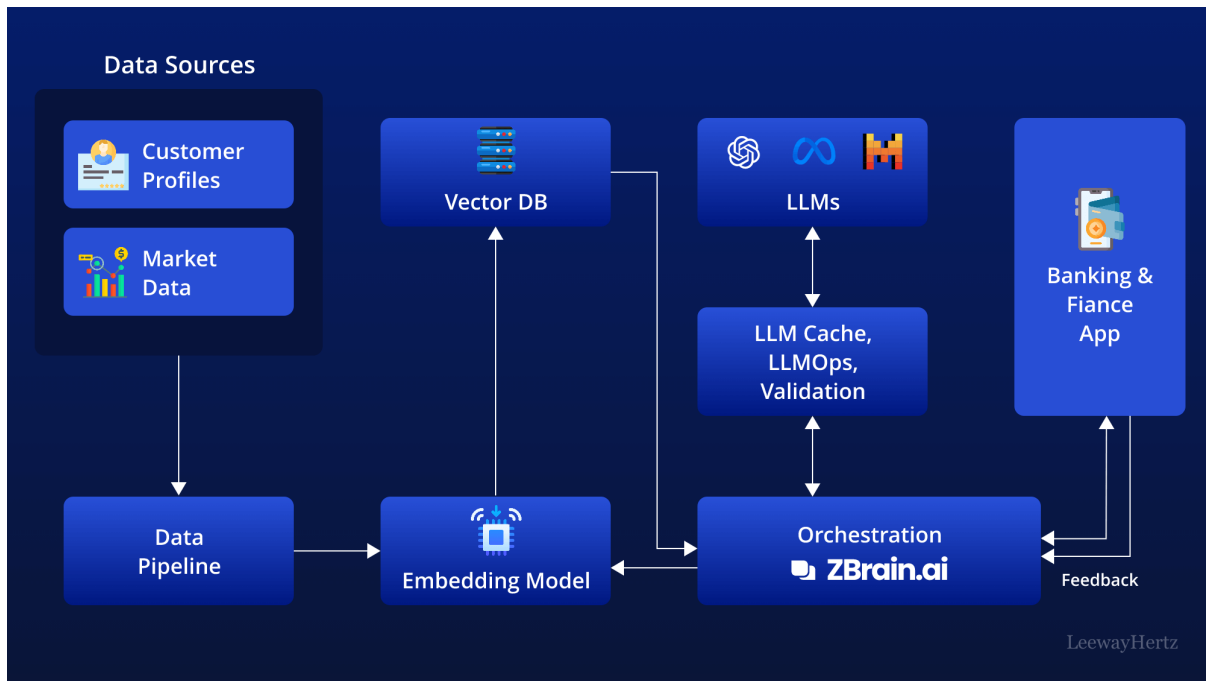 Data Sources
Customer
Profiles
Market
Data
Vector DB
LLMs
Banking &
Fiance
App
LLM Cache,
LLMOps,
Validation
Data
Pipeline
Embedding Model
Orchestration
ZBrain.ai
Feedback
LeewayHertz